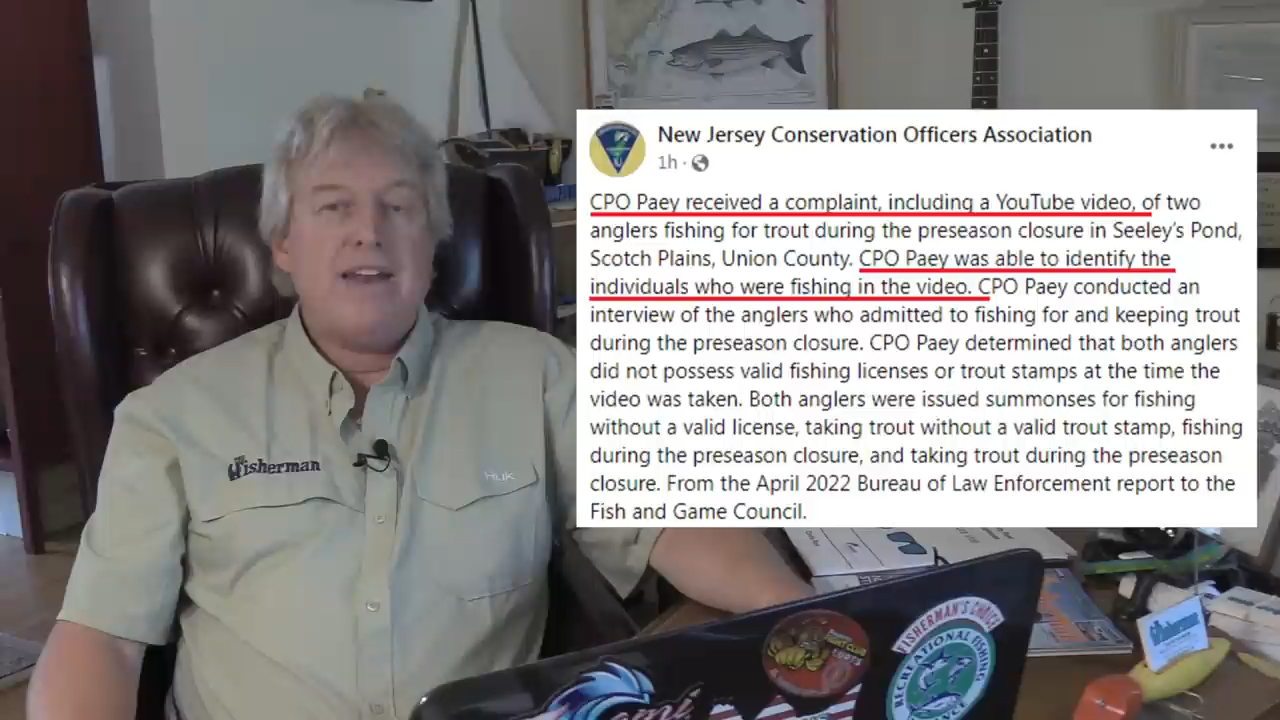 New Jersey Conservation Officers Association
1h ·
CPO Paey received a complaint, including a YouTube video, of two
anglers fishing for trout during the preseason closure in Seeley's Pond,
Scotch Plains, Union County. CPO Paey was able to identify the
individuals who were fishing in the video. CPO Paey conducted an
interview of the anglers who admitted to fishing for and keeping trout
during the preseason closure. CPO Paey determined that both anglers
did not possess valid fishing licenses or trout stamps at the time the
video was taken. Both anglers were issued summonses for fishing
without a valid license, taking trout without a valid trout stamp, fishing
during the preseason closure, and taking trout during the preseason
closure. From the April 2022 Bureau of Law Enforcement report to the
Fish and Game Council.
The Fisherman
HUK
FISHERMAN'S CHOICE
RECREATIONAL FISHING